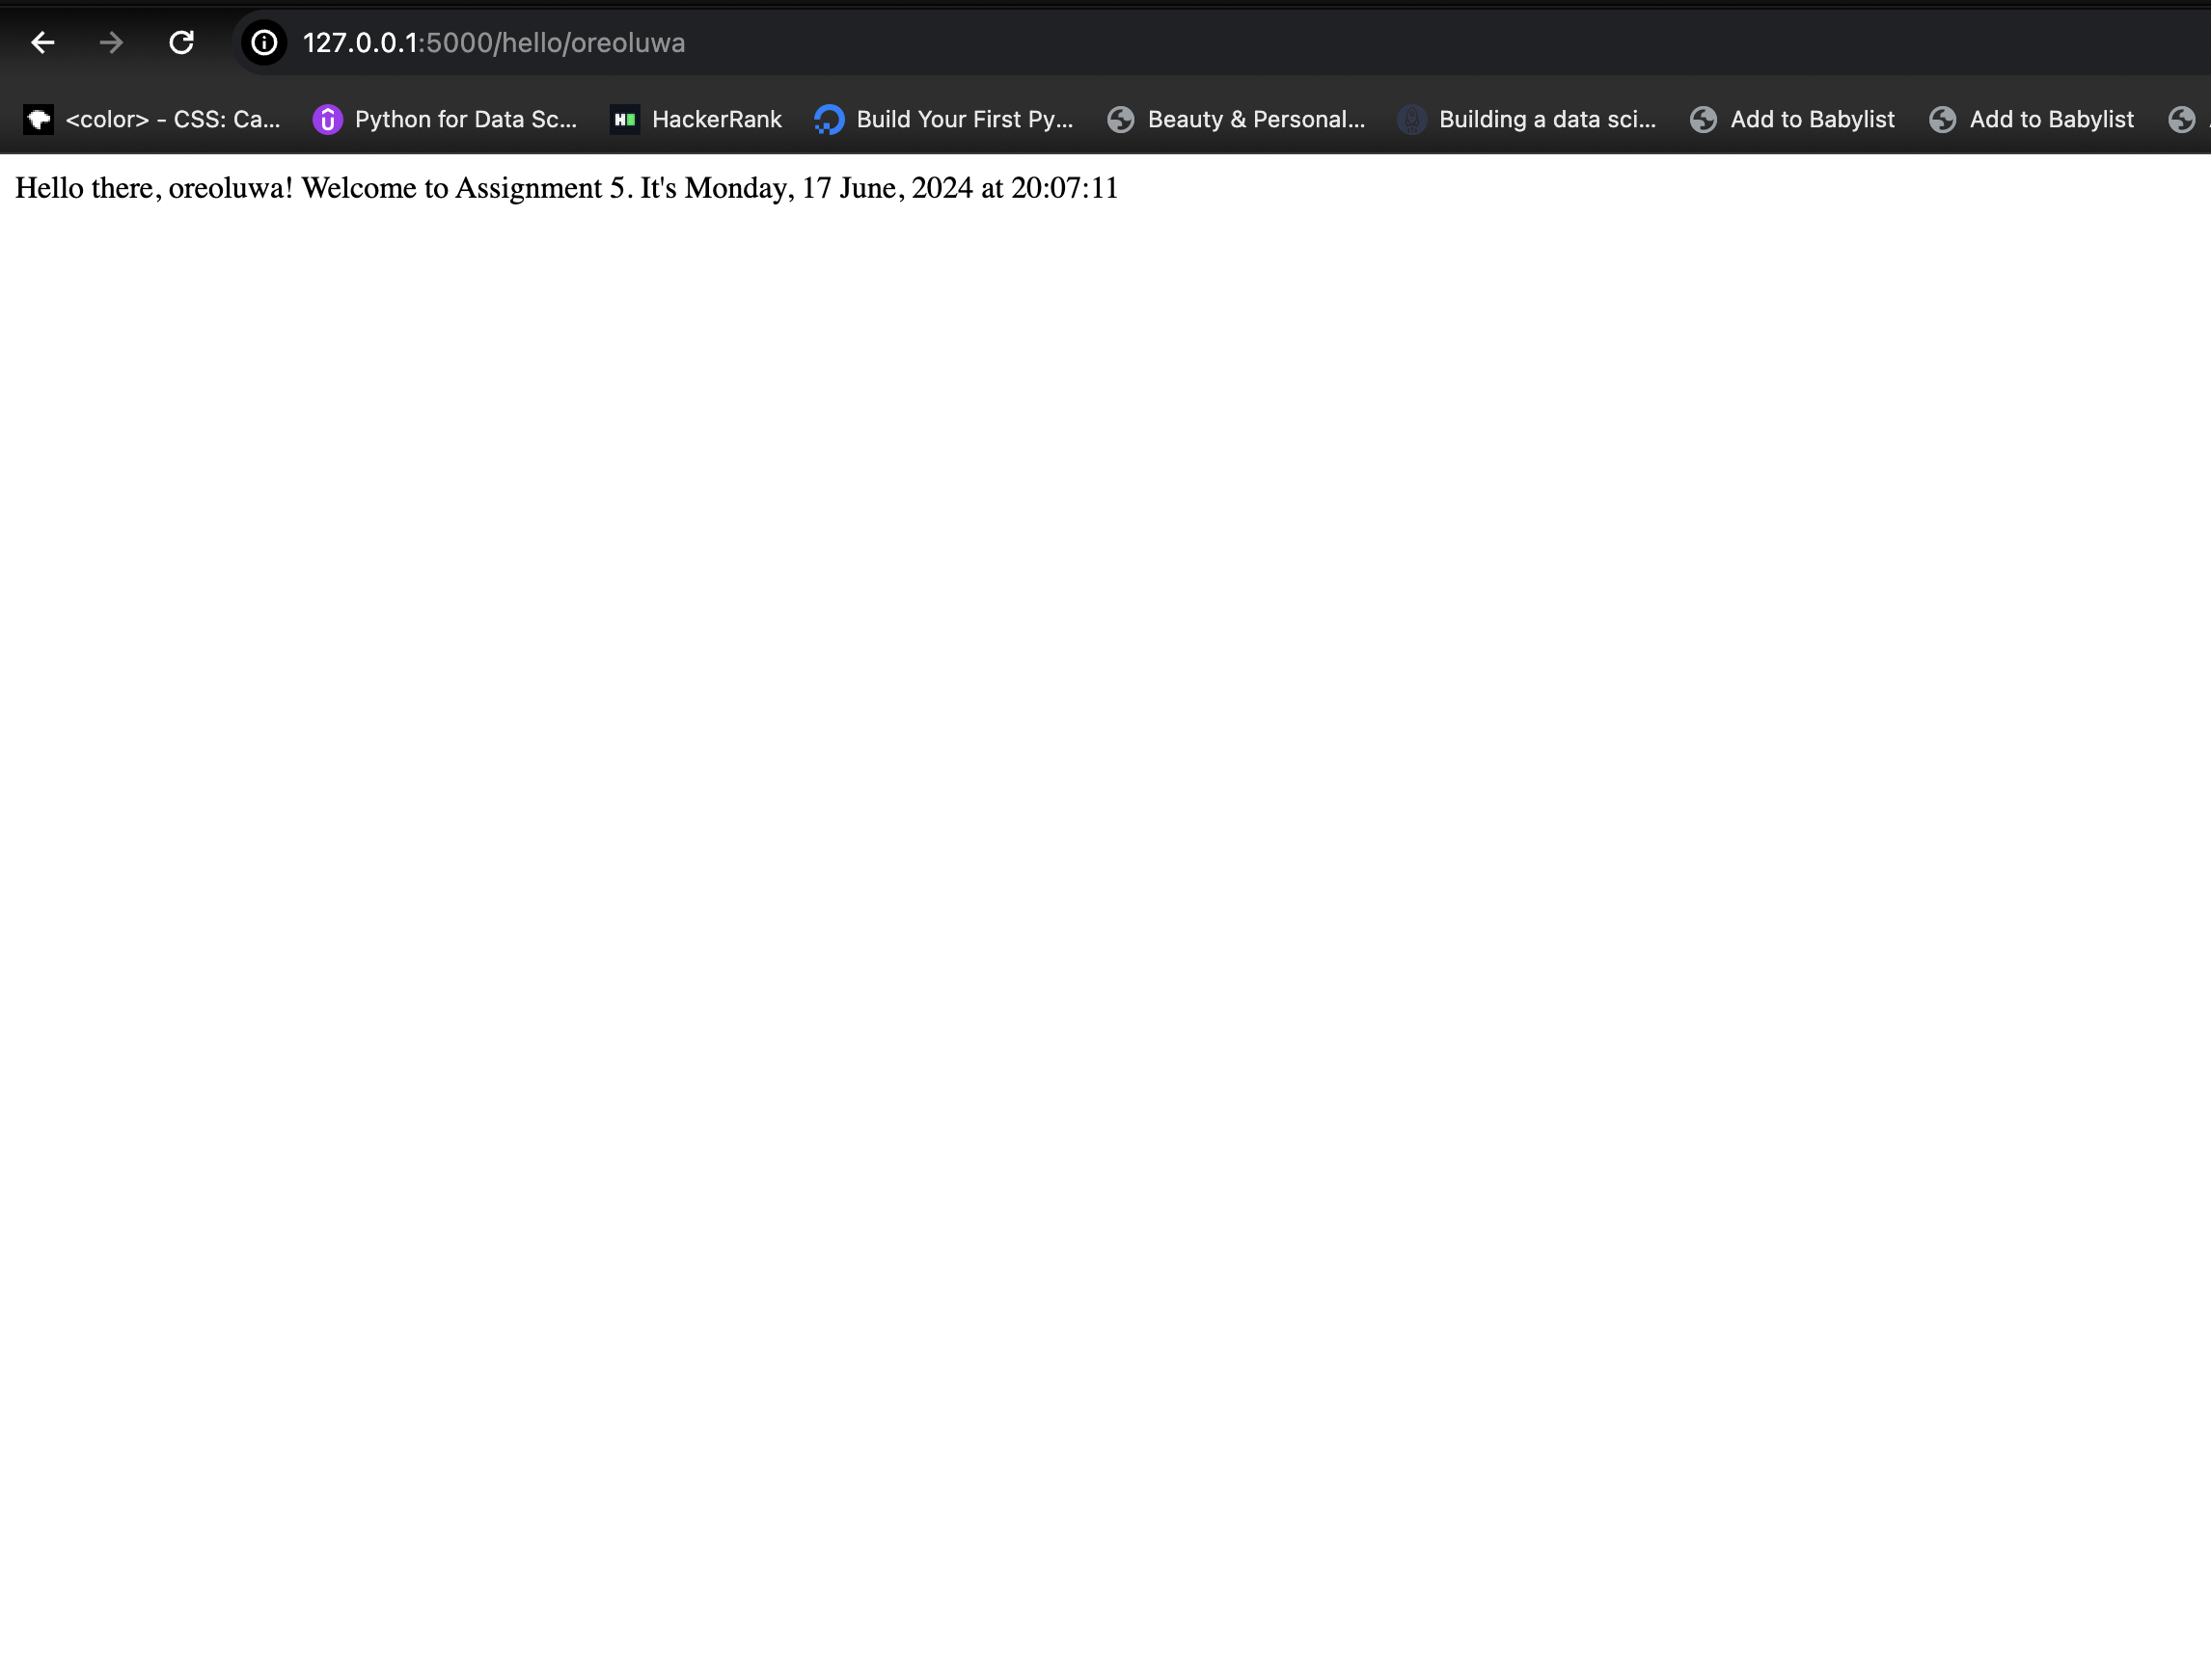 127.0.0.1:5000/hello/oreoluwa
<color> - CSS: Ca... Python for Data Sc... HackerRank Build Your First Py... Beauty & Personal... Building a data sci... Add to Babylist Add to Babylist
Hello there, oreoluwa! Welcome to Assignment 5. It's Monday, 17 June, 2024 at 20:07:11